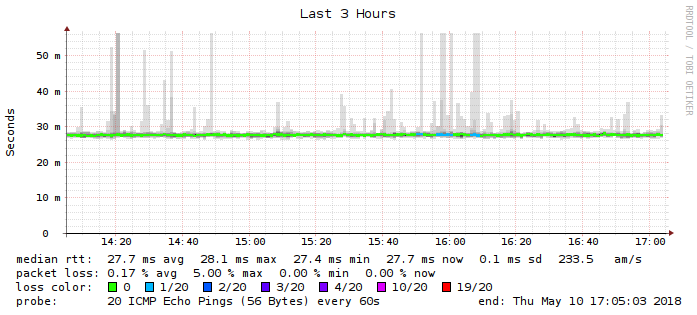 Last 3 Hours
RRDTOOL / TOBI OETIKER
Seconds
50 m
40 m
30 m
20 m
10 m
0
14:20 14:40 15:00 15:20 15:40 16:00 16:20 16:40 17:00
median rtt: 27.7 ms avg 28.1 ms max 27.4 ms min 27.7 ms now 0.1 ms sd 233.5 am/s
packet loss: 0.17 % avg 5.00 % max 0.00 % min 0.00 % now
loss color: 0 1/20 2/20 3/20 4/20 10/20 19/20
probe: 20 ICMP Echo Pings (56 Bytes) every 60s end: Thu May 10 17:05:03 2018